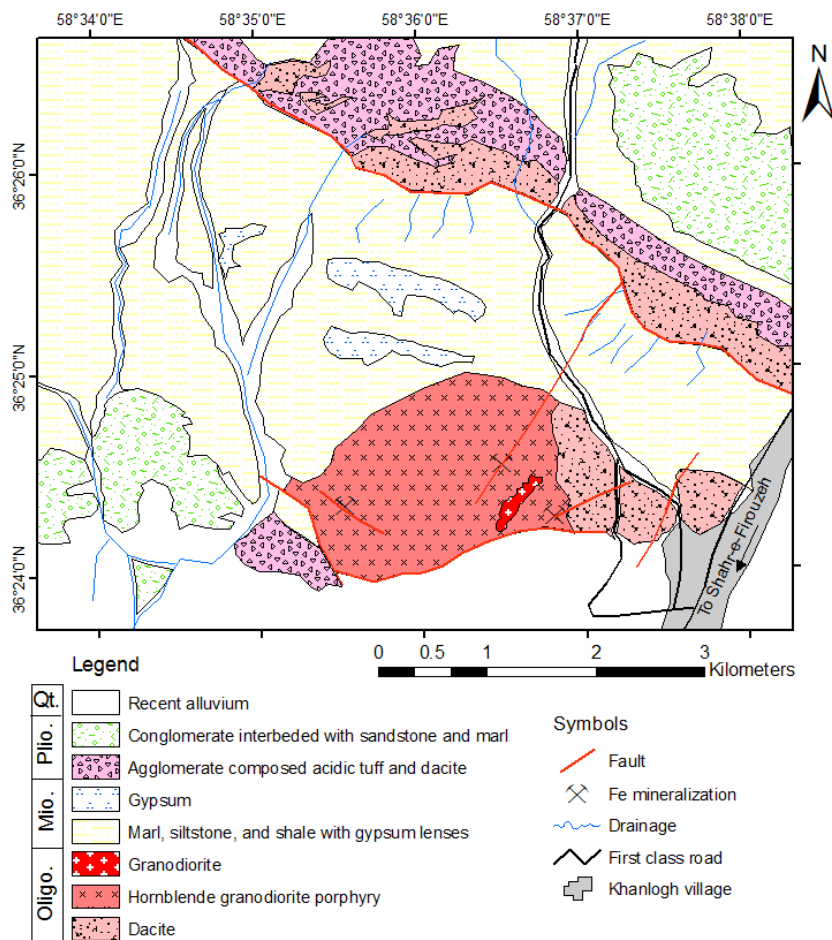 58°34'0"E 58°35'0"E 58°36'0"E 58°37'0"E 58°38'0"E
N
36°26'0"N
36°25'0"N
36°24'0"N
To Shahr-e-Firouzeh
Legend
0 0.5 1 2 3
Kilometers
Qt.
Recent alluvium
Plio.
Conglomerate interbeded with sandstone and marl
Agglomerate composed acidic tuff and dacite
Mio.
Gypsum
Marl, siltstone, and shale with gypsum lenses
Oligo.
Granodiorite
Hornblende granodiorite porphyry
Dacite
Symbols
Fault
Fe mineralization
Drainage
First class road
Khanlogh village